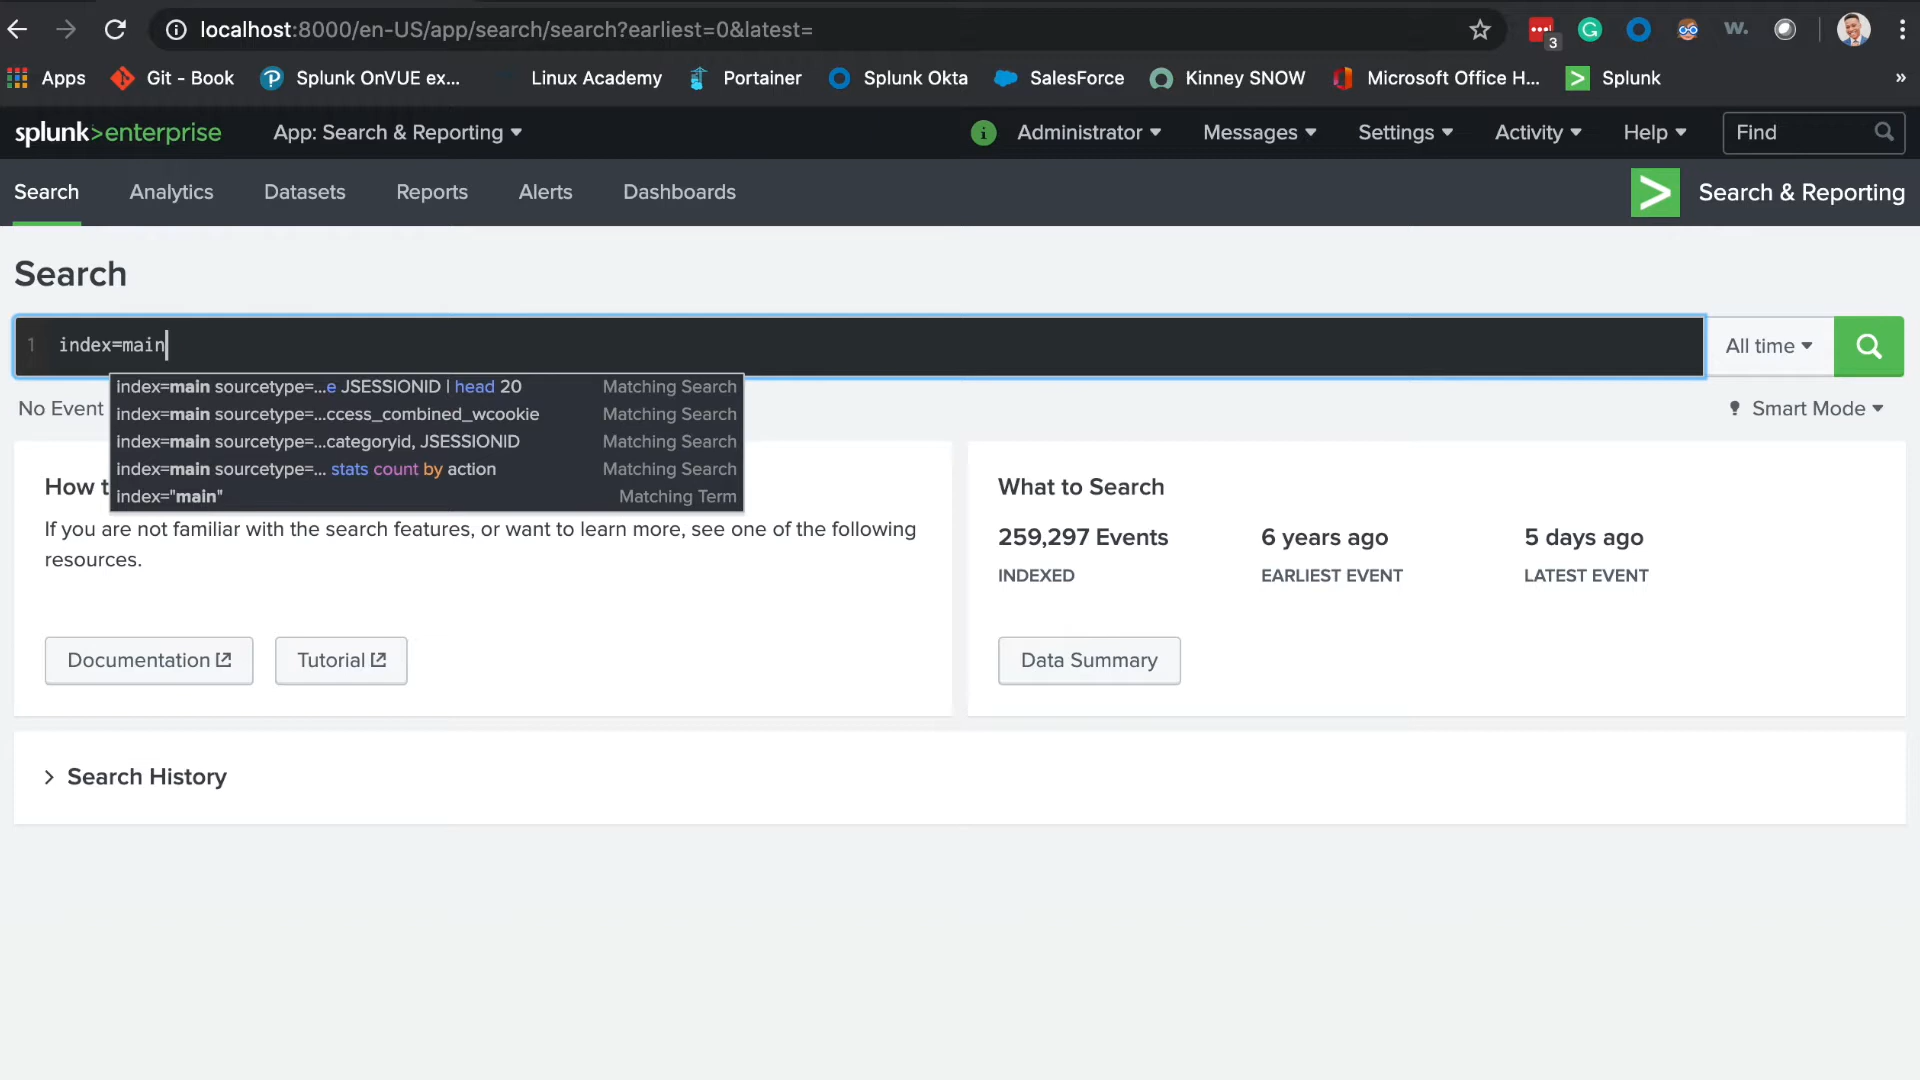 localhost:8000/en-US/app/search/search?earliest=0&latest=
3
Apps Git - Book Splunk OnVUE ex... Linux Academy Portainer Splunk Okta SalesForce Kinney SNOW Microsoft Office H... Splunk »
splunk>enterprise App: Search & Reporting i Administrator Messages Settings Activity Help Find
Search Analytics Datasets Reports Alerts Dashboards > Search & Reporting
Search
1 index=main All time
index=main sourcetype=...e JSESSIONID | head 20 Matching Search
No Event index=main sourcetype=...ccess_combined_wcookie Matching Search Smart Mode
index=main sourcetype=...categoryid, JSESSIONID Matching Search
index=main sourcetype=... stats count by action Matching Search
index="main" Matching Term
How t
If you are not familiar with the search features, or want to learn more, see one of the following
resources.
Documentation Tutorial
What to Search
259,297 Events 6 years ago 5 days ago
INDEXED EARLIEST EVENT LATEST EVENT
Data Summary
> Search History